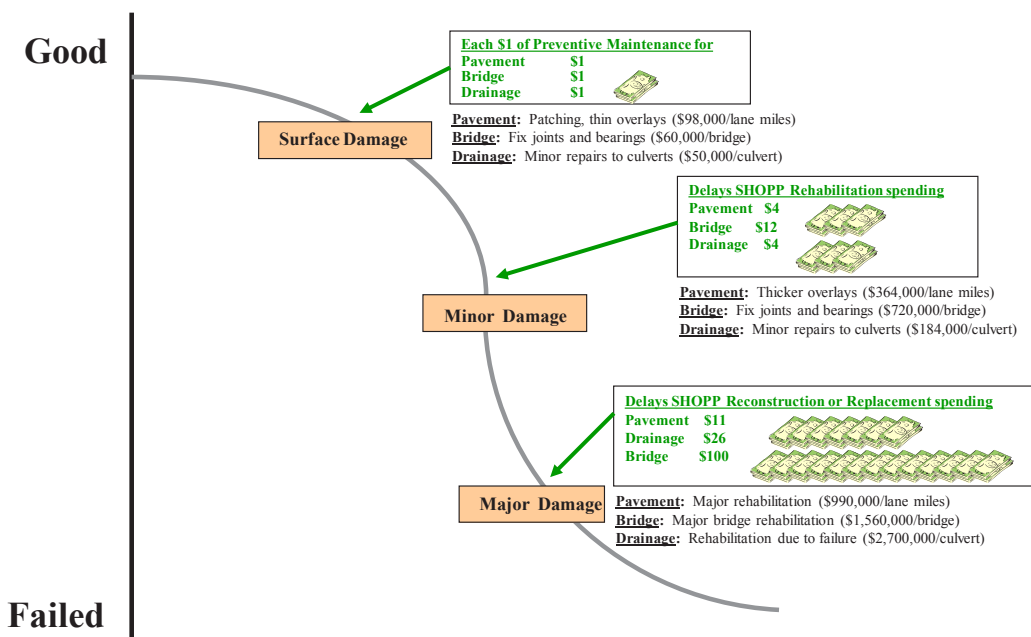 Good
Each $1 of Preventive Maintenance for
Pavement $1
Bridge $1
Drainage $1
Pavement: Patching, thin overlays ($98,000/lane miles)
Bridge: Fix joints and bearings ($60,000/bridge)
Drainage: Minor repairs to culverts ($50,000/culvert)
Surface Damage
Delays SHOPP Rehabilitation spending
Pavement $4
Bridge $12
Drainage $4
Pavement: Thicker overlays ($364,000/lane miles)
Bridge: Fix joints and bearings ($720,000/bridge)
Drainage: Minor repairs to culverts ($184,000/culvert)
Minor Damage
Delays SHOPP Reconstruction or Replacement spending
Pavement $11
Drainage $26
Bridge $100
Pavement: Major rehabilitation ($990,000/lane miles)
Bridge: Major bridge rehabilitation ($1,560,000/bridge)
Drainage: Rehabilitation due to failure ($2,700,000/culvert)
Major Damage
Failed